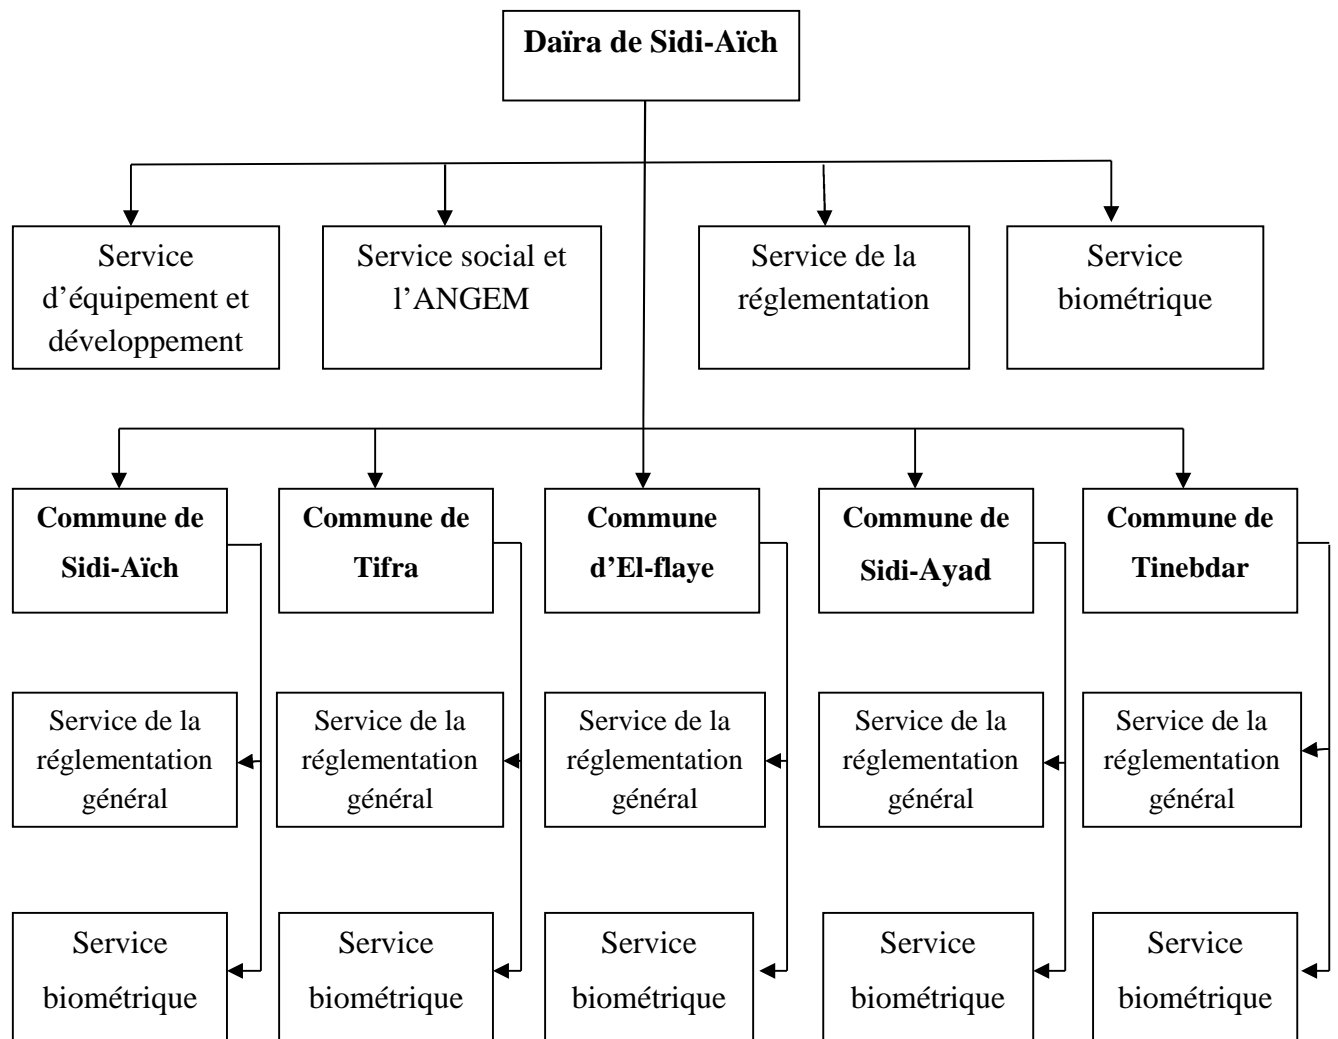 Daïra de Sidi-Aïch
Service
d’équipement et
développement
Service social et
l’ANGEM
Service de la
réglementation
Service
biométrique
Commune de
Sidi-Aïch
Commune de
Tifra
Commune
d’El-flaye
Commune de
Sidi-Ayad
Commune de
Tinebdar
Service de la
réglementation
général
Service de la
réglementation
général
Service de la
réglementation
général
Service de la
réglementation
général
Service de la
réglementation
général
Service
biométrique
Service
biométrique
Service
biométrique
Service
biométrique
Service
biométrique